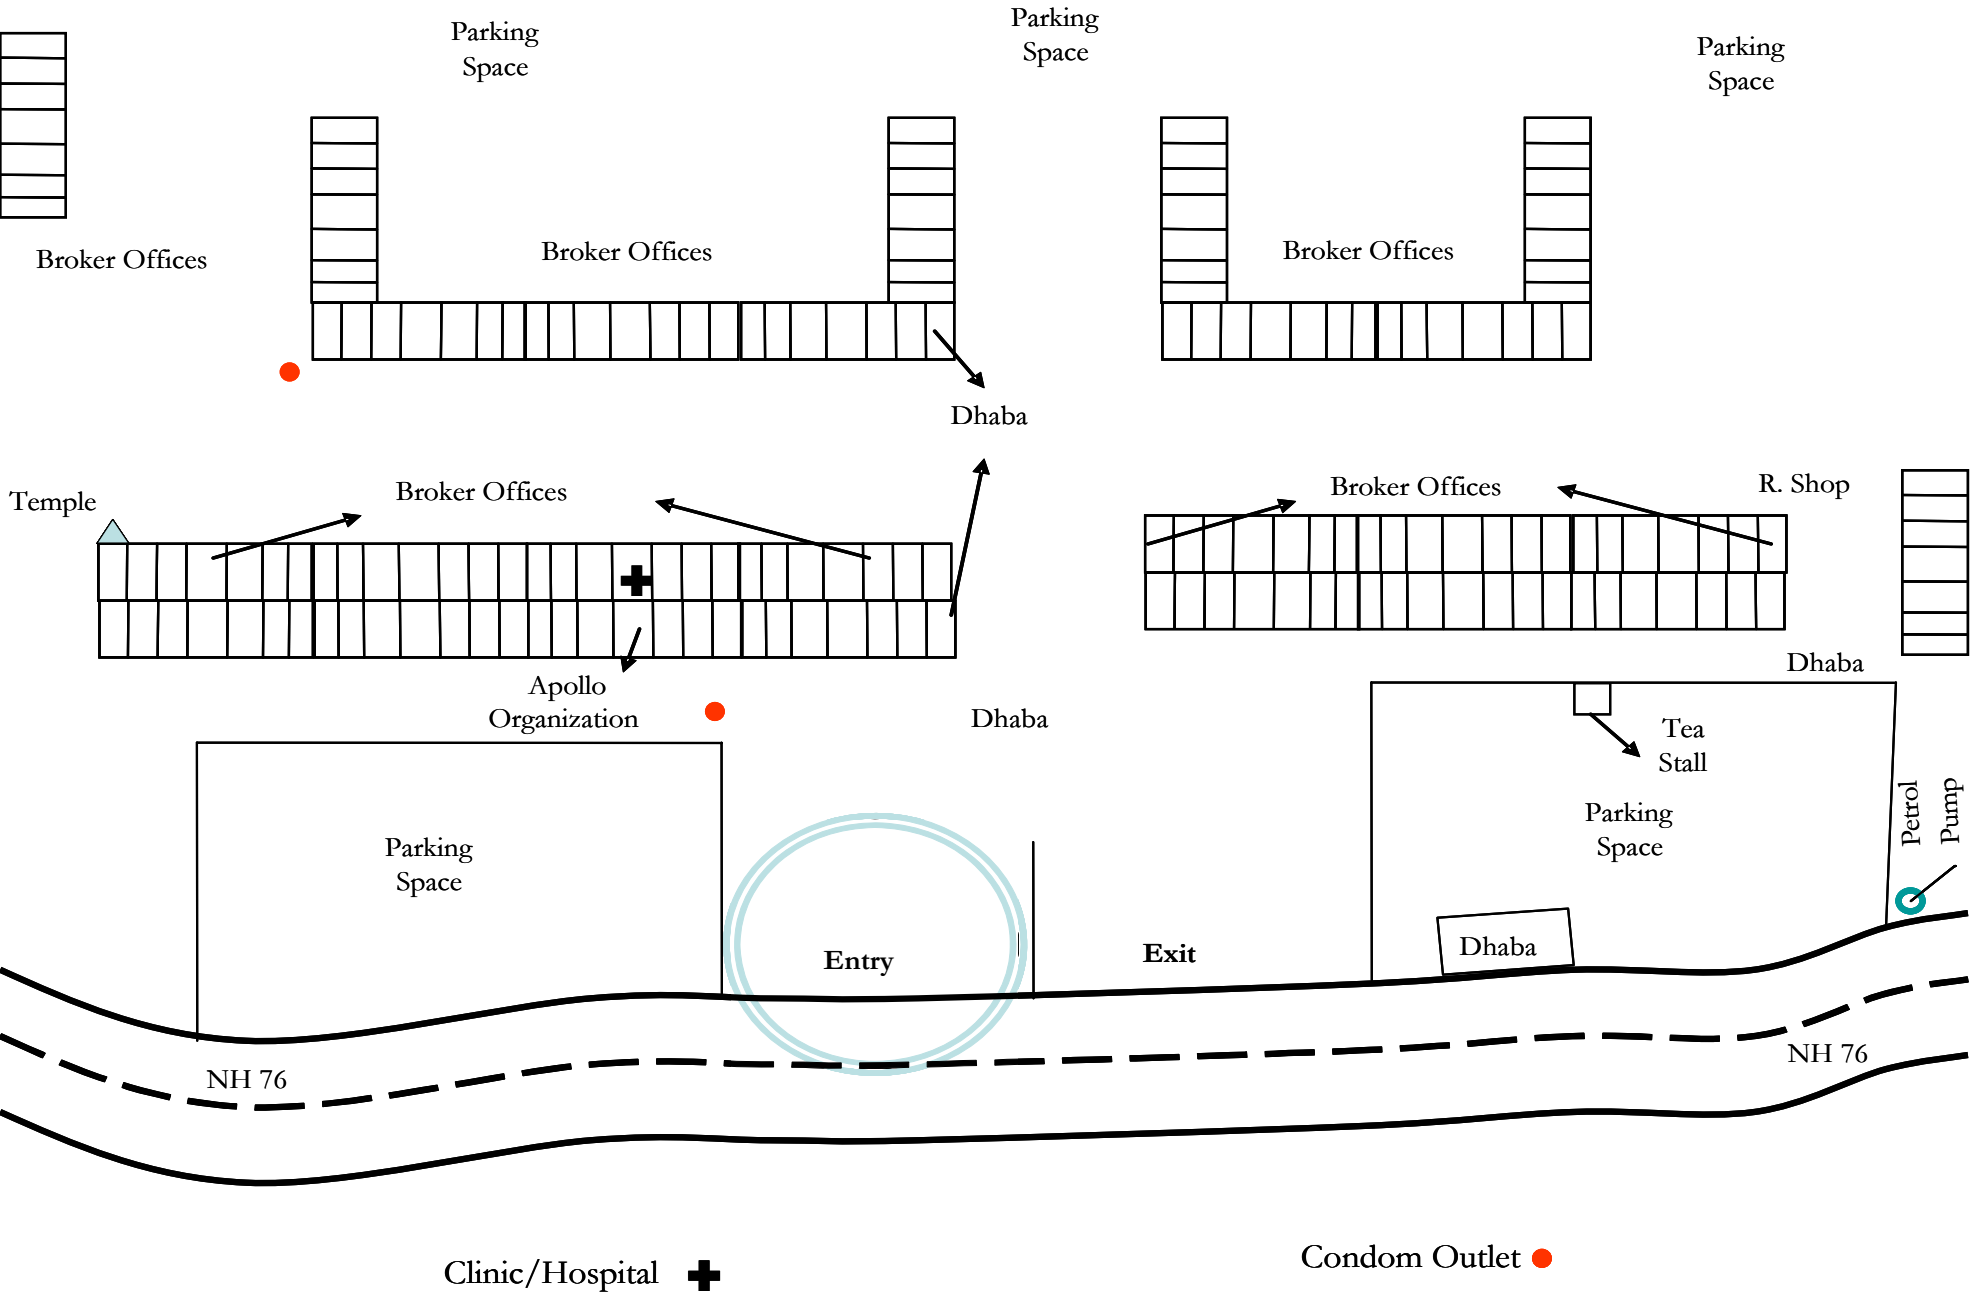 Parking
Space
Parking
Space
Parking
Space
Broker Offices
Broker Offices
Broker Offices
Dhaba
Temple
Broker Offices
Broker Offices
R. Shop
Apollo
Organization
Dhaba
Dhaba
Tea
Stall
Parking
Space
Parking
Space
Petrol
Pump
Entry
Exit
Dhaba
NH 76
NH 76
Clinic/Hospital
Condom Outlet